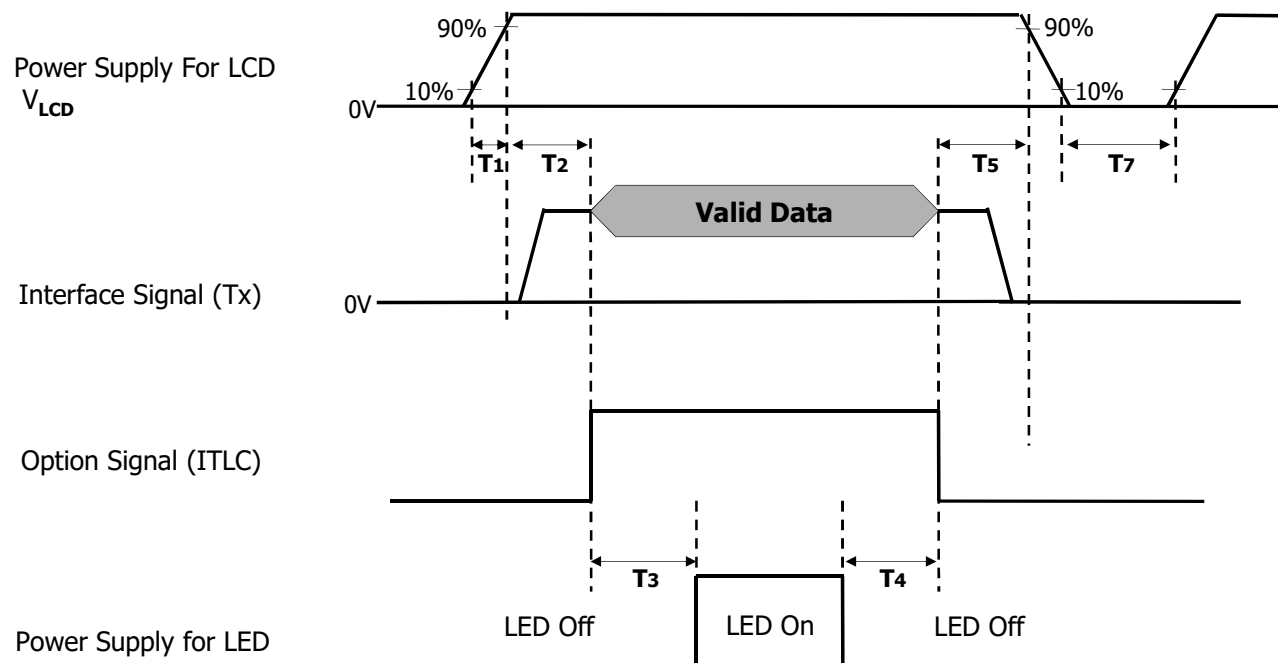 90%
90%
Power Supply For LCD
VLCD
10%
10%
0V
T1
T2
T5
T7
Valid Data
Interface Signal (Tx)
0V
Option Signal (ITLC)
T3
T4
LED Off
LED On
LED Off
Power Supply for LED